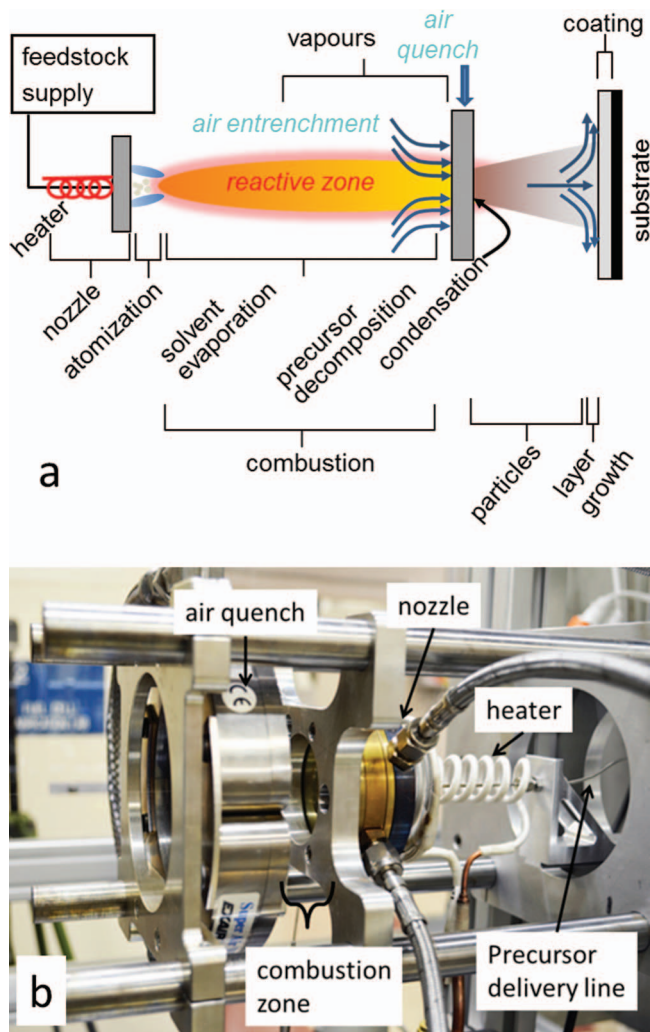 vapours
air
quench
coating
feedstock
supply
air entrenchment
reactive zone
substrate
heater
nozzle
atomization
solvent
evaporation
precursor
decomposition
condensation
combustion
particles
layer
growth
a
air quench
nozzle
CE
heater
combustion
zone
Precursor
delivery line
b